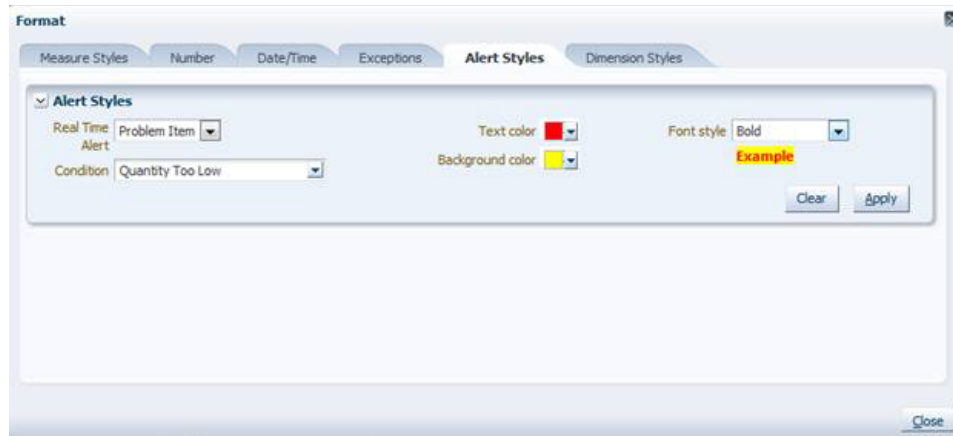 Format
Measure Styles Number Date/Time Exceptions Alert Styles Dimension Styles
Alert Styles
Real Time Alert Problem Item Text color Font style Bold
Background color Example
Condition Quantity Too Low
Clear Apply
Close